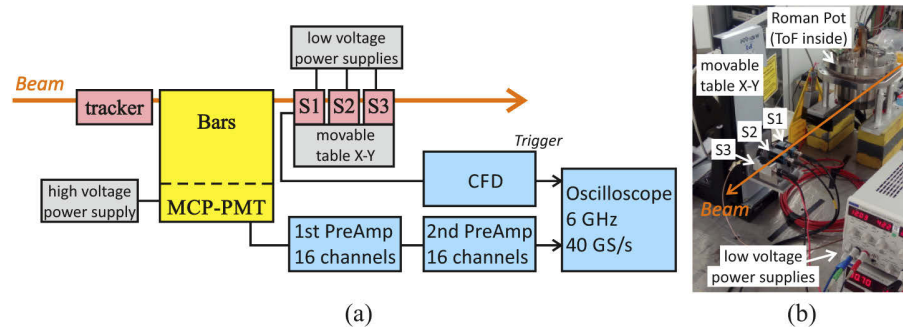 Beam
tracker
Bars
MCP-PMT
high voltage
power supply
low voltage
power supplies
S1
S2
S3
movable
table X-Y
Trigger
CFD
1st PreAmp
16 channels
2nd PreAmp
16 channels
Oscilloscope
6 GHz
40 GS/s
(a)
Roman Pot
(ToF inside)
movable
table X-Y
S1
S2
S3
Beam
low voltage
power supplies
(b)